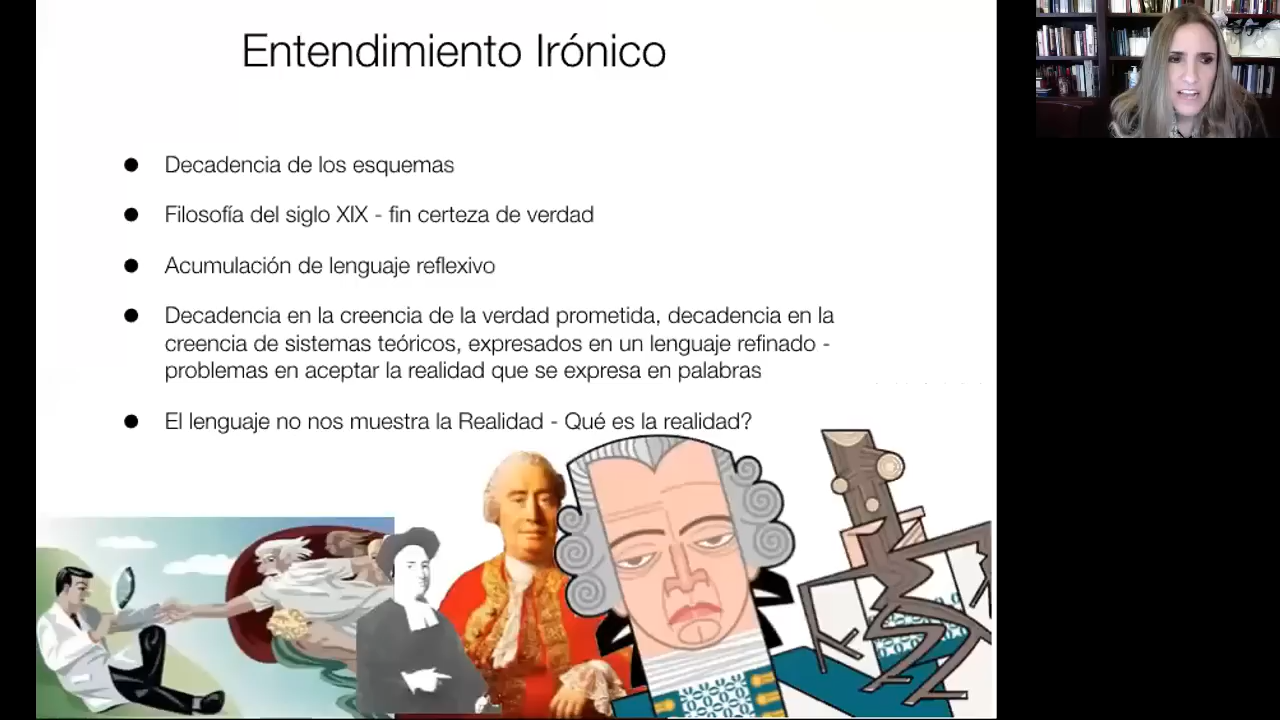 Entendimiento Irónico
● Decadencia de los esquemas
● Filosofía del siglo XIX - fin certeza de verdad
● Acumulación de lenguaje reflexivo
● Decadencia en la creencia de la verdad prometida, decadencia en la
creencia de sistemas teóricos, expresados en un lenguaje refinado -
problemas en aceptar la realidad que se expresa en palabras
● El lenguaje no nos muestra la Realidad - Qué es la realidad?